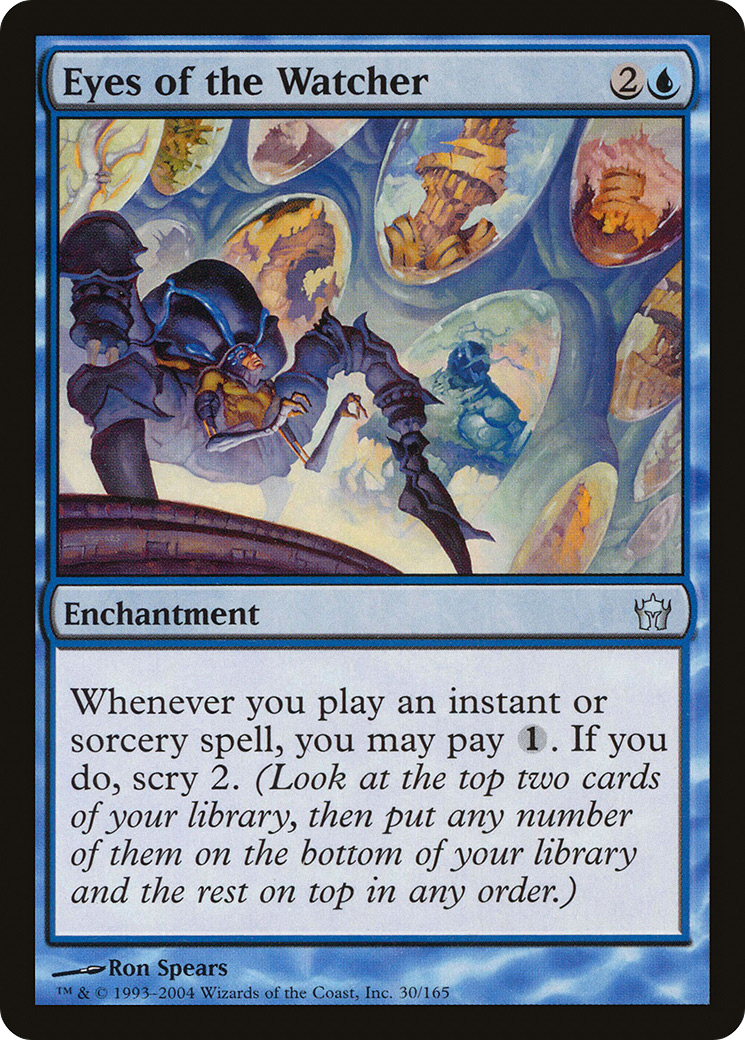 Eyes of the Watcher 2
Enchantment
Whenever you play an instant or
sorcery spell, you may pay 1. If you
do, scry 2. (Look at the top two cards
of your library, then put any number
of them on the bottom of your library
and the rest on top in any order.)
Ron Spears
™ & © 1993–2004 Wizards of the Coast, Inc. 30/165